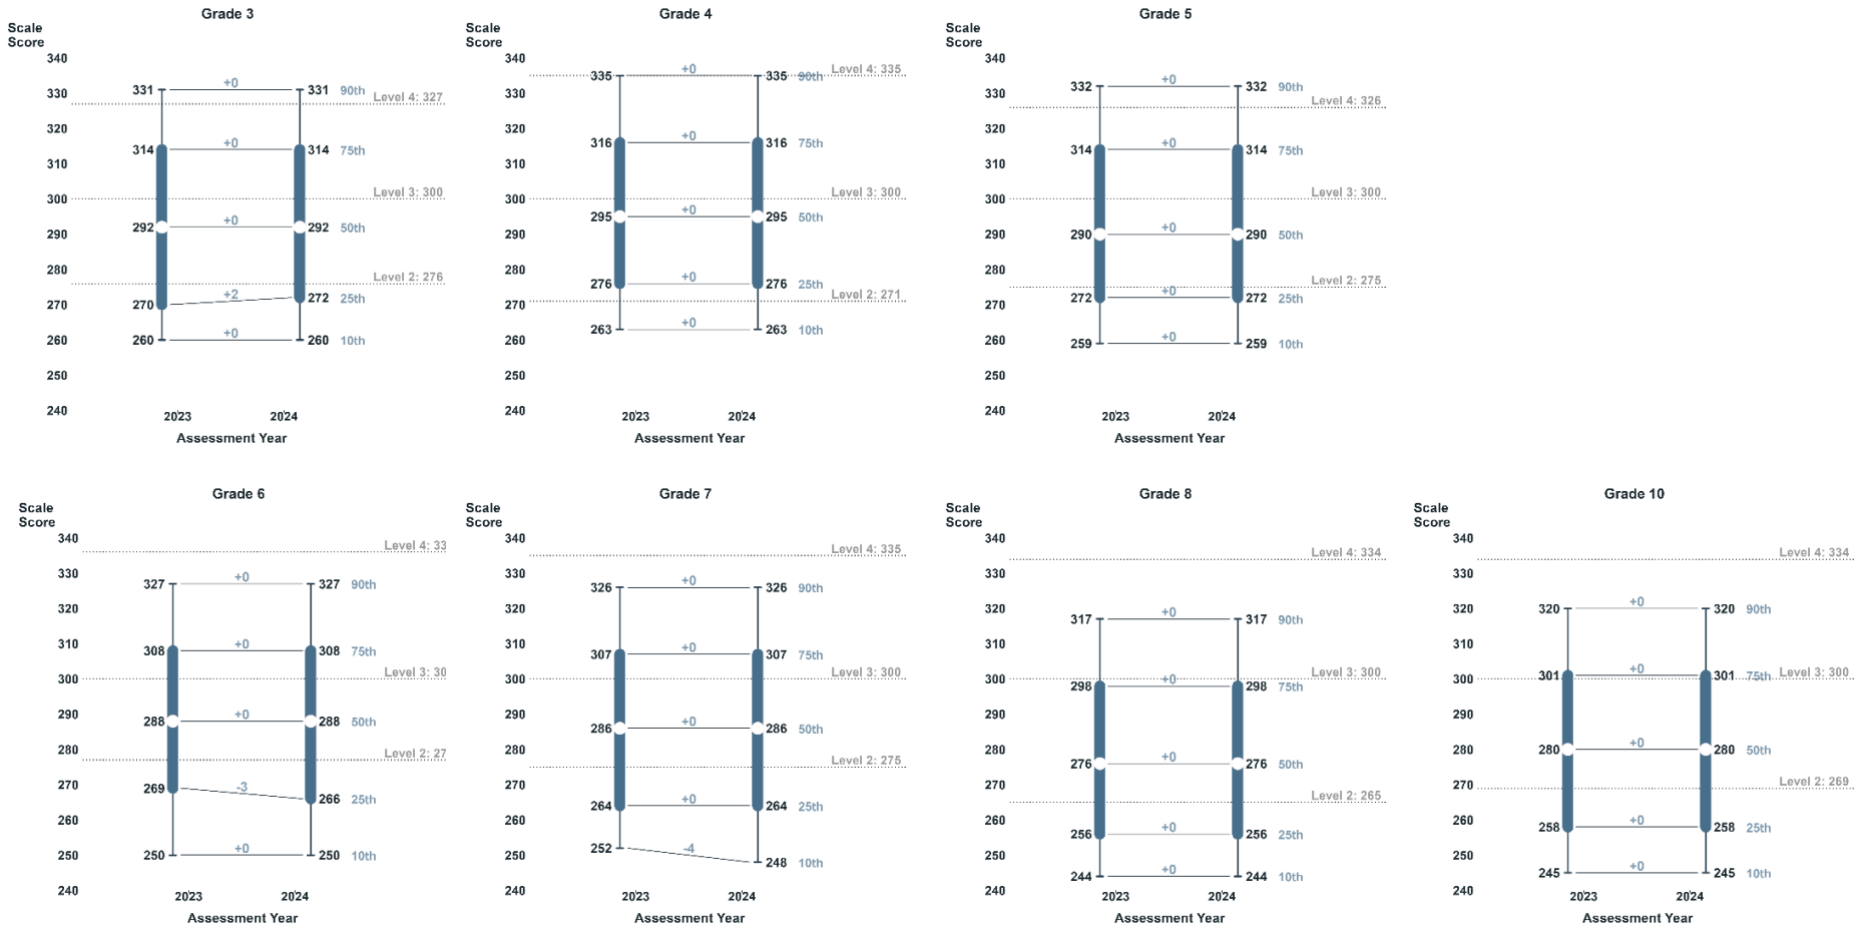 Grade 3
Scale
Score
340
330
320
310
300
290
280
270
260
250
240
331 +0 331 90th
Level 4: 327
314 +0 314 75th
Level 3: 300
292 +0 292 50th
Level 2: 276
270 +2 272 25th
260 +0 260 10th
2023 2024
Assessment Year
Grade 4
Scale
Score
340
330
320
310
300
290
280
270
260
250
240
Level 4: 335
335 +0 335 90th
316 +0 316 75th
Level 3: 300
295 +0 295 50th
276 +0 276 25th
Level 2: 271
263 +0 263 10th
2023 2024
Assessment Year
Grade 5
Scale
Score
340
330
320
310
300
290
280
270
260
250
240
332 +0 332 90th
Level 4: 326
314 +0 314 75th
Level 3: 300
290 +0 290 50th
Level 2: 275
272 +0 272 25th
259 +0 259 10th
2023 2024
Assessment Year
Grade 6
Scale
Score
340
330
320
310
300
290
280
270
260
250
240
Level 4: 33
327 +0 327 90th
308 +0 308 75th
Level 3: 30
288 +0 288 50th
Level 2: 27
269 -3 266 25th
250 +0 250 10th
2023 2024
Assessment Year
Grade 7
Scale
Score
340
330
320
310
300
290
280
270
260
250
240
Level 4: 335
326 +0 326 90th
307 +0 307 75th
Level 3: 300
286 +0 286 50th
Level 2: 275
264 +0 264 25th
252 -4 248 10th
2023 2024
Assessment Year
Grade 8
Scale
Score
340
330
320
310
300
290
280
270
260
250
240
Level 4: 334
317 +0 317 90th
Level 3: 300
298 +0 298 75th
276 +0 276 50th
Level 2: 265
256 +0 256 25th
244 +0 244 10th
2023 2024
Assessment Year
Grade 10
Scale
Score
340
330
320
310
300
290
280
270
260
250
240
Level 4: 334
320 +0 320 90th
Level 3: 300
301 +0 301 75th
280 +0 280 50th
Level 2: 269
258 +0 258 25th
245 +0 245 10th
2023 2024
Assessment Year